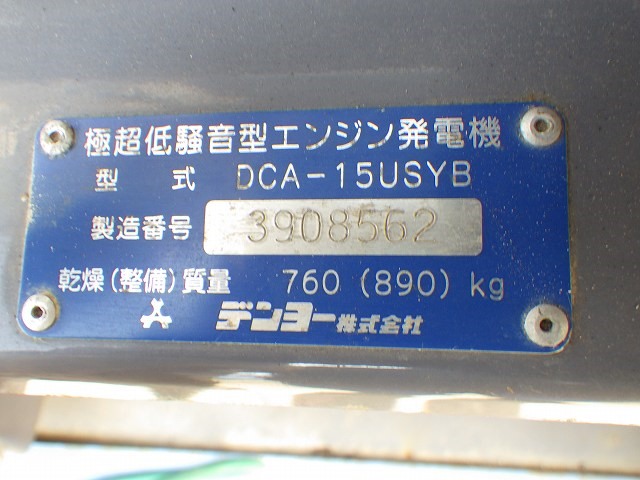 極超低騒音型エンジン発電機
型式 DCA-15USYB
製造番号 3908562
乾燥(整備)質量 760(890)kg
デンヨー株式会社